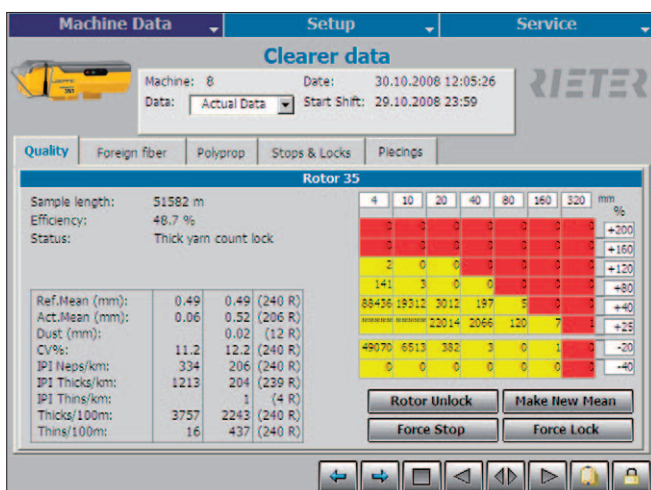 Machine Data Setup Service
Clearer data
Machine: 8 Date: 30.10.2008 12:05:26
Data: Actual Data Start Shift: 29.10.2008 23:59
RIETER
Quality Foreign fiber Polyprop Stops & Locks Piecings
Rotor 35
Sample length: 51582 m
Efficiency: 48.7 %
Status: Thick yarn count lock
Ref.Mean (mm): 0.49 0.49 (240 R)
Act.Mean (mm): 0.06 0.52 (206 R)
Dust (mm): 0.02 (12 R)
CV%: 11.2 12.2 (240 R)
IPI Neps/km: 334 206 (240 R)
IPI Thicks/km: 1213 204 (239 R)
IPI Thins/km: 1 (4 R)
Thicks/100m: 3757 2243 (240 R)
Thins/100m: 16 437 (240 R)
4 10 20 40 80 160 320 mm
%
0 0 0 0 0 0 0 +200
0 0 0 0 0 0 0 +160
2 0 0 0 0 0 0 +120
141 3 0 0 0 0 0 +80
88436 19312 3012 197 5 0 0 +40
22014 2066 120 7 1 +25
49070 6513 382 3 0 1 0 -20
0 0 0 0 0 0 0 -40
Rotor Unlock Make New Mean
Force Stop Force Lock